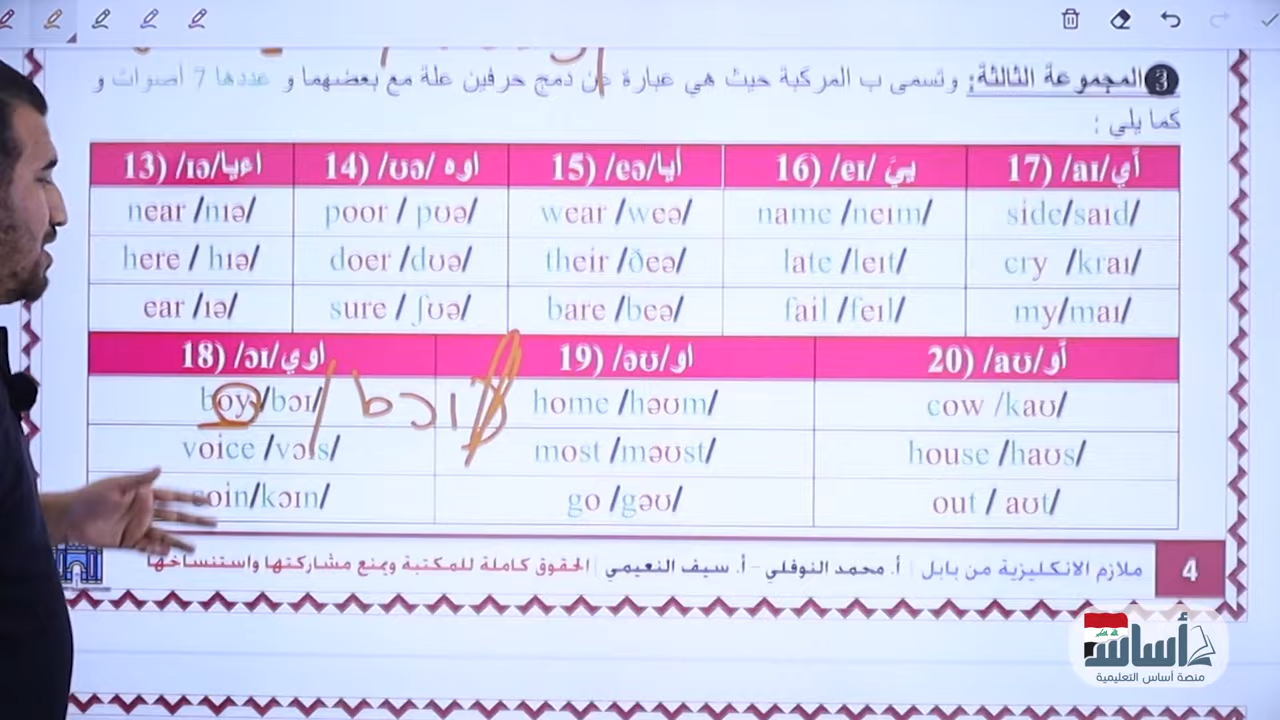 3 المجموعة الثالثة: وتسمى ب المركبة حيث هي عبارة عن دمج حرفين علة مع بعضهما و عددها 7 أصوات و
كما يلي :
13) /ɪə/اءيا 14) /ʊə/ اوه 15) /eə/أيا 16) /eɪ/ ييَ 17) /aɪ/أي
near /nɪə/ poor / pʊə/ wear /weə/ name /neɪm/ side/saɪd/
here / hɪə/ doer /dʊə/ their /ðeə/ late /leɪt/ cry /kraɪ/
ear /ɪə/ sure / ʃʊə/ bare /beə/ fail /feɪl/ my/maɪ/
18) /ɔɪ/اوي 19) /əʊ/او 20) /aʊ/أو
boy/bɔɪ/ home /həʊm/ cow /kaʊ/
voice /vɔɪs/ most /məʊst/ house /haʊs/
coin/kɔɪn/ go /gəʊ/ out / aʊt/
4 ملازم الانكليزية من بابل | أ. محمد النوفلي - أ. سيف النعيمي | الحقوق كاملة للمكتبة ويمنع مشاركتها واستنساخها
أساس
منصة أساس التعليمية